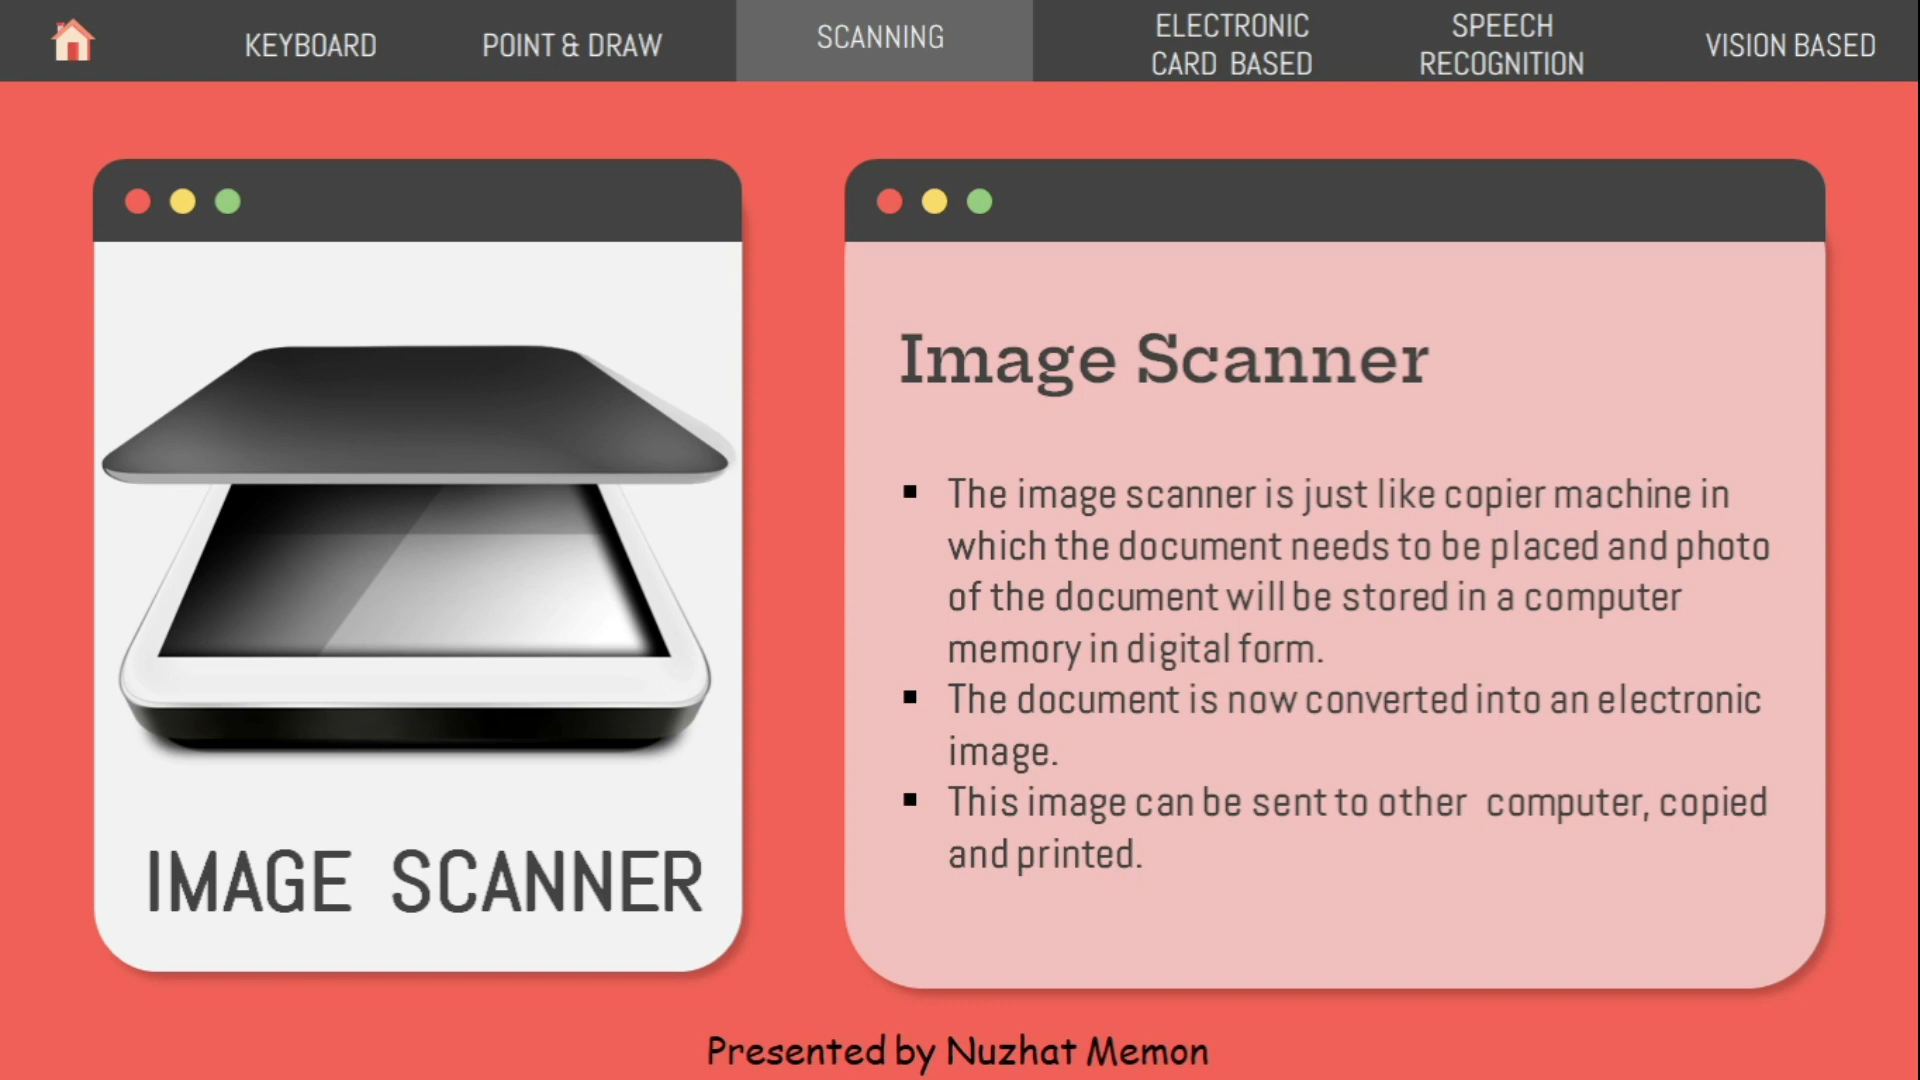 KEYBOARD
POINT & DRAW
SCANNING
ELECTRONIC
CARD BASED
SPEECH
RECOGNITION
VISION BASED
IMAGE SCANNER
Image Scanner
▪ The image scanner is just like copier machine in
which the document needs to be placed and photo
of the document will be stored in a computer
memory in digital form.
▪ The document is now converted into an electronic
image.
▪ This image can be sent to other computer, copied
and printed.
Presented by Nuzhat Memon